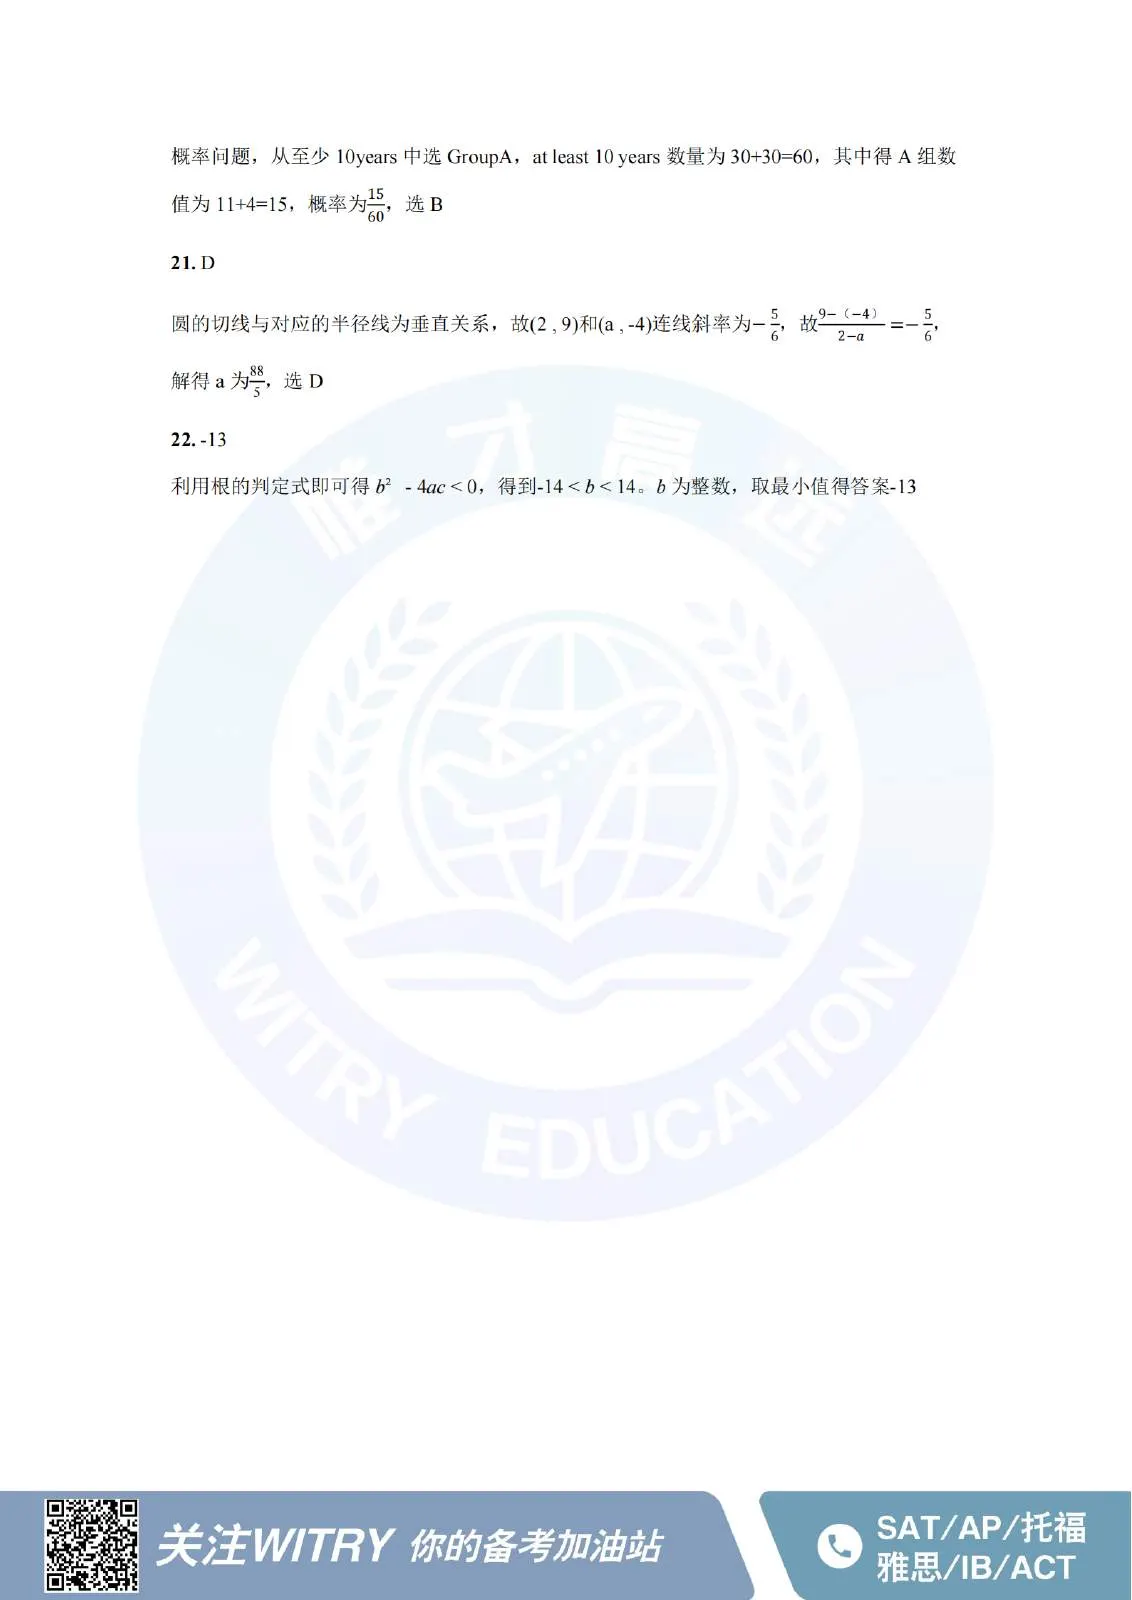 概率问题，从至少 10years 中选 GroupA，at least 10 years 数量为 30+30=60，其中得 A 组数
值为 11+4=15，概率为15/60，选 B
21. D
圆的切线与对应的半径线为垂直关系，故(2 , 9)和(a , -4)连线斜率为−5/6，故9−（−4）/2−a =−5/6，
解得 a 为88/5，选 D
22. -13
利用根的判定式即可得 b² - 4ac < 0，得到-14 < b < 14。b 为整数，取最小值得答案-13
惟才高远
WITRY EDUCATION
关注WITRY 你的备考加油站
SAT/AP/托福
雅思/IB/ACT